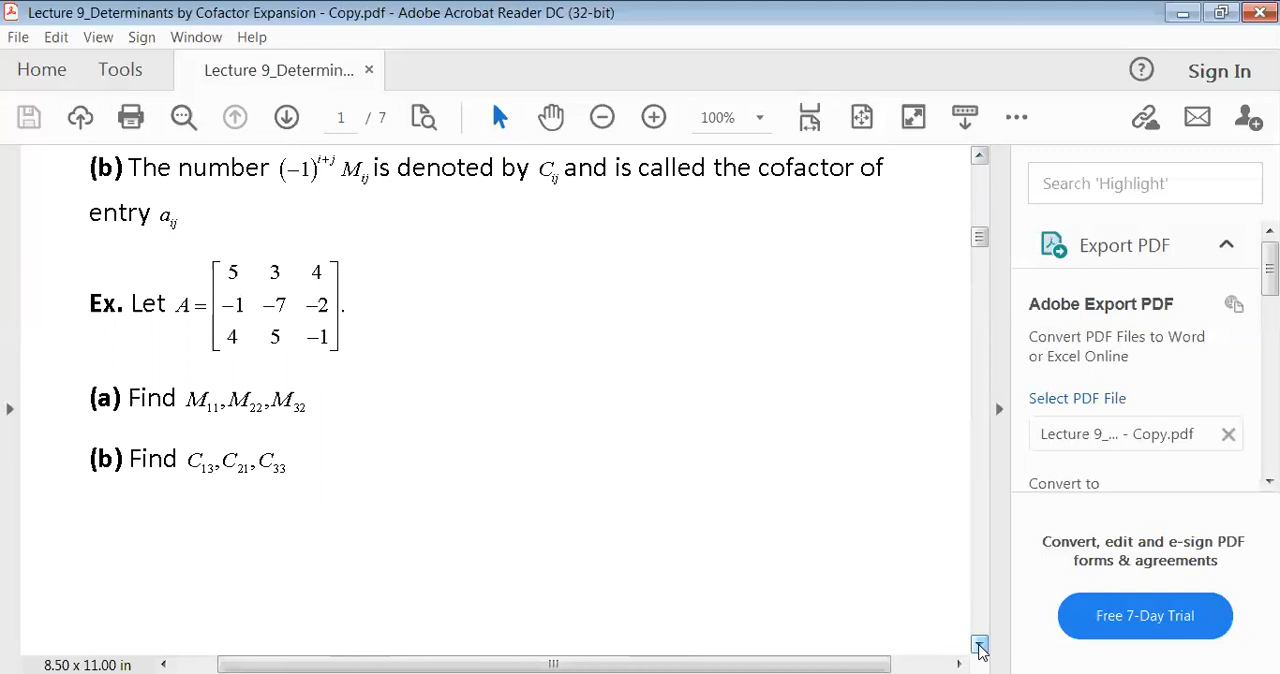 Lecture 9_Determinants by Cofactor Expansion - Copy.pdf - Adobe Acrobat Reader DC (32-bit)
File Edit View Sign Window Help
Home Tools Lecture 9_Determin... × ? Sign In
1 / 7 100%
(b) The number (−1)^{i+j} M_{ij} is denoted by C_{ij} and is called the cofactor of
entry a_{ij}
Ex. Let A = [5 3 4
−1 −7 −2
4 5 −1].
(a) Find M_{11}, M_{22}, M_{32}
(b) Find C_{13}, C_{21}, C_{33}
8.50 x 11.00 in
Search 'Highlight'
Export PDF
Adobe Export PDF
Convert PDF Files to Word
or Excel Online
Select PDF File
Lecture 9_... - Copy.pdf
Convert to
Convert, edit and e-sign PDF
forms & agreements
Free 7-Day Trial